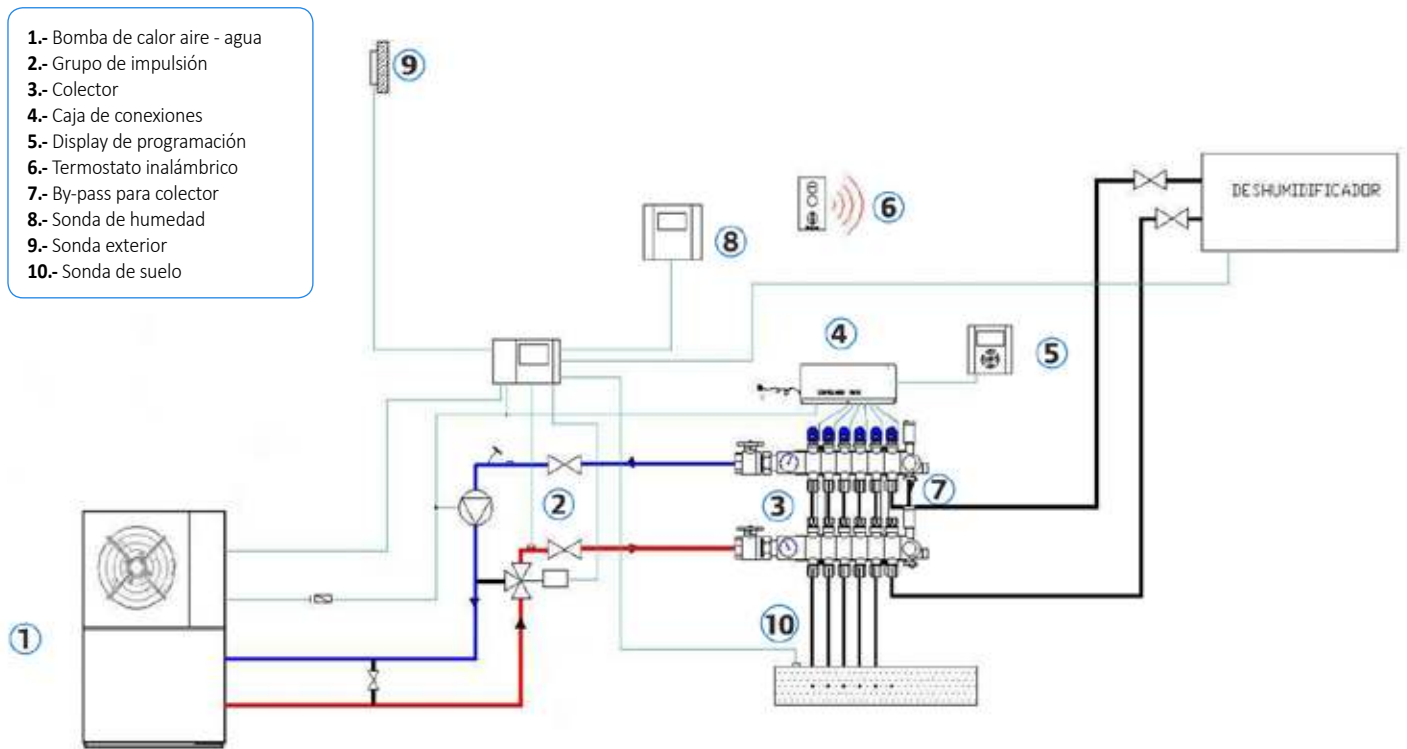 1.- Bomba de calor aire - agua
2.- Grupo de impulsión
3.- Colector
4.- Caja de conexiones
5.- Display de programación
6.- Termostato inalámbrico
7.- By-pass para colector
8.- Sonda de humedad
9.- Sonda exterior
10.- Sonda de suelo
9
6
8
DESHUMIDIFICADOR
4
5
2
3
7
1
10